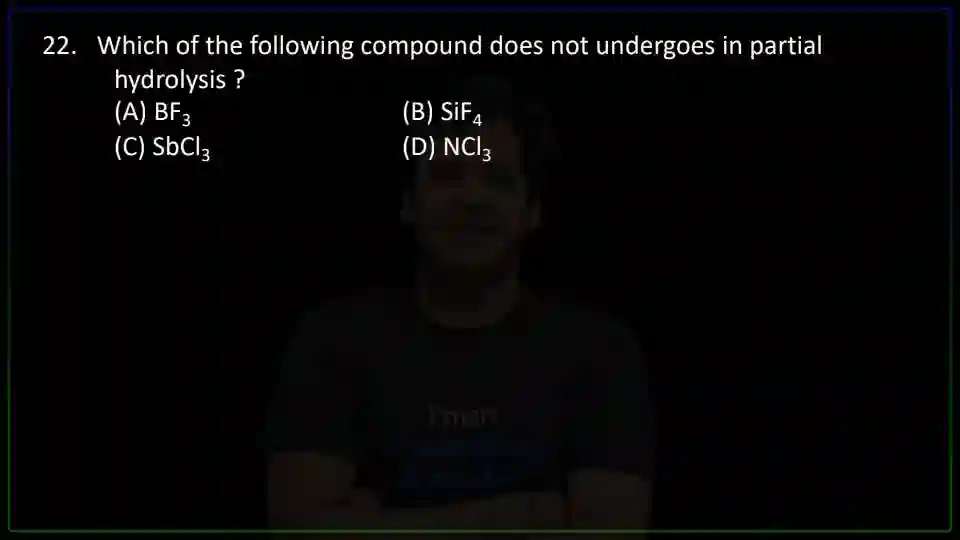 22. Which of the following compound does not undergoes in partial
hydrolysis ?
(A) BF₃ (B) SiF₄
(C) SbCl₃ (D) NCl₃